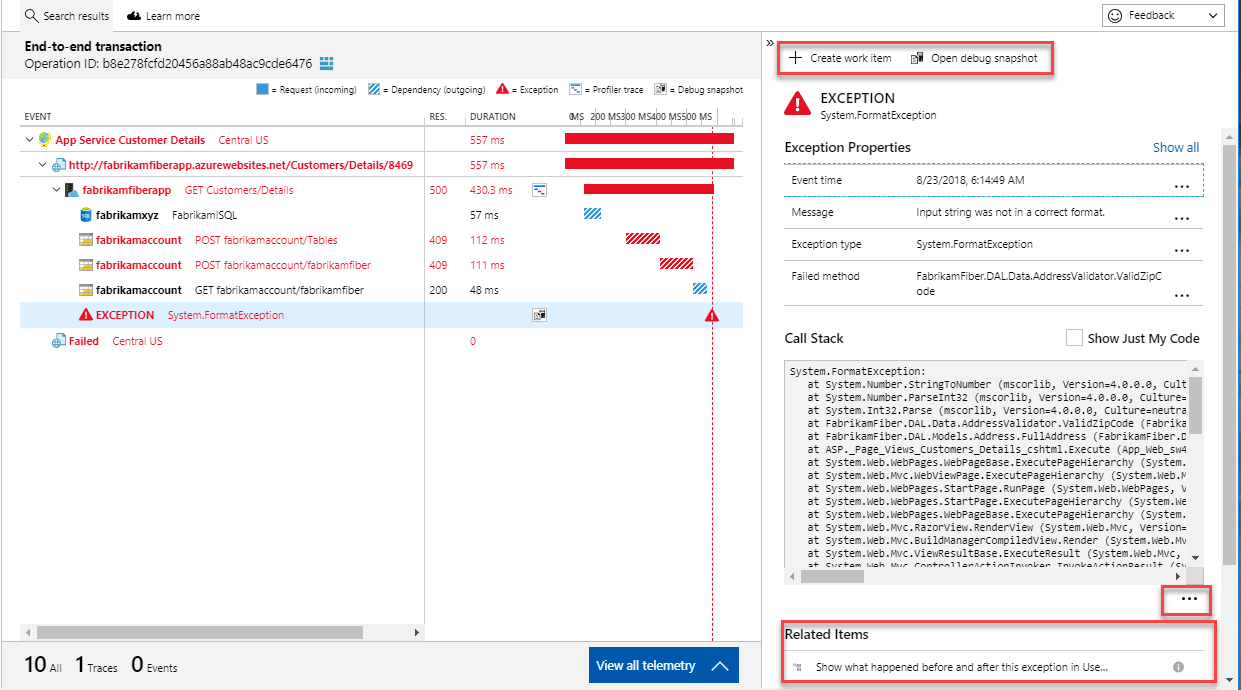 Search results
Learn more
Feedback
End-to-end transaction
Operation ID: b8e278fcfd20456a88ab48ac9cde6476
= Request (incoming) = Dependency (outgoing) = Exception = Profiler trace = Debug snapshot
EVENT RES. DURATION 0MS 200 MS 300MS 400MS 500 MS
App Service Customer Details Central US 557 ms
http://fabrikamfiberapp.azurewebsites.net/Customers/Details/8469 557 ms
fabrikamfiberapp GET Customers/Details 500 430.3 ms
SQL fabrikamxyz FabrikamISQL 57 ms
fabrikamaccount POST fabrikamaccount/Tables 409 112 ms
fabrikamaccount POST fabrikamaccount/fabrikamfiber 409 111 ms
fabrikamaccount GET fabrikamaccount/fabrikamfiber 200 48 ms
EXCEPTION System.FormatException
Failed Central US 0
10 All 1 Traces 0 Events
View all telemetry
Create work item Open debug snapshot
EXCEPTION
System.FormatException
Exception Properties Show all
Event time 8/23/2018, 6:14:49 AM ...
Message Input string was not in a correct format. ...
Exception type System.FormatException ...
Failed method FabrikamFiber.DAL.Data.AddressValidator.ValidZipC
ode ...
Call Stack Show Just My Code
System.FormatException:
at System.Number.StringToNumber (mscorlib, Version=4.0.0.0, Cult
at System.Number.ParseInt32 (mscorlib, Version=4.0.0.0, Culture=
at System.Int32.Parse (mscorlib, Version=4.0.0.0, Culture=neutra
at FabrikamFiber.DAL.Data.AddressValidator.ValidZipCode (Fabrika
at FabrikamFiber.DAL.Models.Address.FullAddress (FabrikamFiber.D
at ASP._Page_Views_Customers_Details_cshtml.Execute (App_Web_sw4
at System.Web.WebPages.WebPageBase.ExecutePageHierarchy (System.
at System.Web.Mvc.WebViewPage.ExecutePageHierarchy (System.Web.M
at System.Web.WebPages.StartPage.RunPage (System.Web.WebPages, V
at System.Web.WebPages.StartPage.ExecutePageHierarchy (System.We
at System.Web.WebPages.WebPageBase.ExecutePageHierarchy (System.
at System.Web.Mvc.RazorView.RenderView (System.Web.Mvc, Version=
at System.Web.Mvc.BuildManagerCompiledView.Render (System.Web.Mv
at System.Web.Mvc.ViewResultBase.ExecuteResult (System.Web.Mvc,
at System.Web.Mvc.ControllerActionInvoker.InvokeActionResult (Sy
...
Related Items
Show what happened before and after this exception in Use...